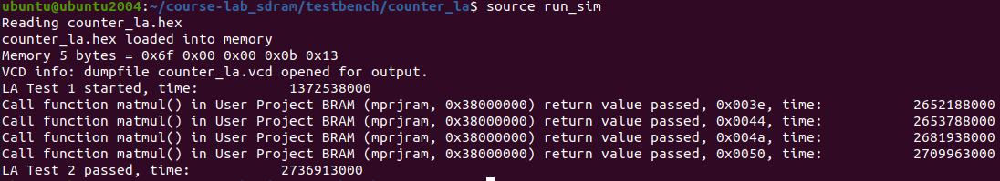 ubuntu@ubuntu2004:~/course-lab_sdram/testbench/counter_la$ source run_sim
Reading counter_la.hex
counter_la.hex loaded into memory
Memory 5 bytes = 0x6f 0x00 0x00 0x0b 0x13
VCD info: dumpfile counter_la.vcd opened for output.
LA Test 1 started, time: 1372538000
Call function matmul() in User Project BRAM (mprjram, 0x38000000) return value passed, 0x003e, time: 2652188000
Call function matmul() in User Project BRAM (mprjram, 0x38000000) return value passed, 0x0044, time: 2653788000
Call function matmul() in User Project BRAM (mprjram, 0x38000000) return value passed, 0x004a, time: 2681938000
Call function matmul() in User Project BRAM (mprjram, 0x38000000) return value passed, 0x0050, time: 2709963000
LA Test 2 passed, time: 2736913000